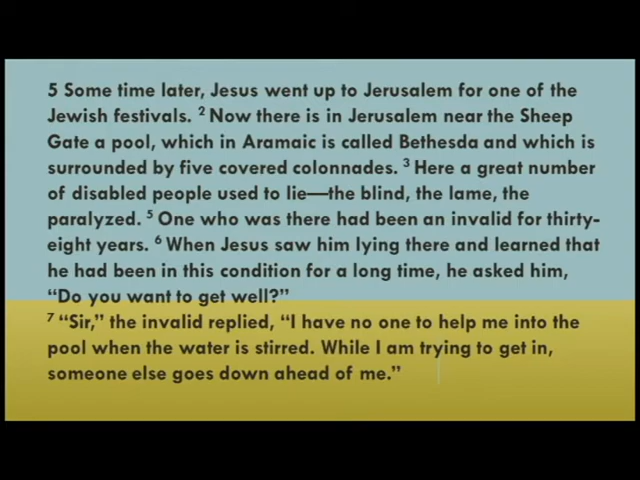 5 Some time later, Jesus went up to Jerusalem for one of the
Jewish festivals. ² Now there is in Jerusalem near the Sheep
Gate a pool, which in Aramaic is called Bethesda and which is
surrounded by five covered colonnades. ³ Here a great number
of disabled people used to lie—the blind, the lame, the
paralyzed. ⁵ One who was there had been an invalid for thirty-
eight years. ⁶ When Jesus saw him lying there and learned that
he had been in this condition for a long time, he asked him,
“Do you want to get well?”
⁷ “Sir,” the invalid replied, “I have no one to help me into the
pool when the water is stirred. While I am trying to get in,
someone else goes down ahead of me.”